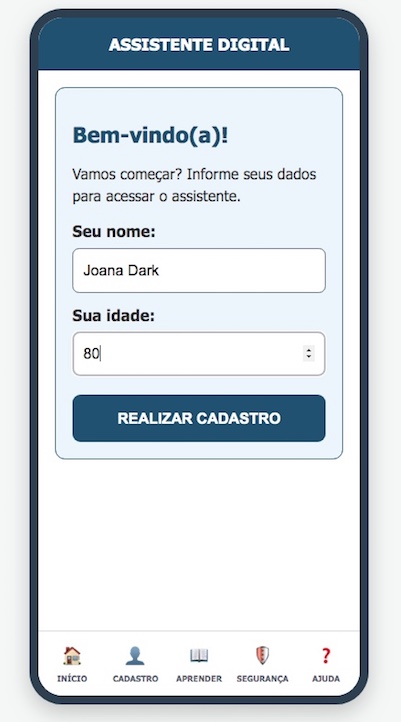 ASSISTENTE DIGITAL
Bem-vindo(a)!
Vamos começar? Informe seus dados
para acessar o assistente.
Seu nome:
Joana Dark
Sua idade:
80
REALIZAR CADASTRO
INÍCIO CADASTRO APRENDER SEGURANÇA AJUDA